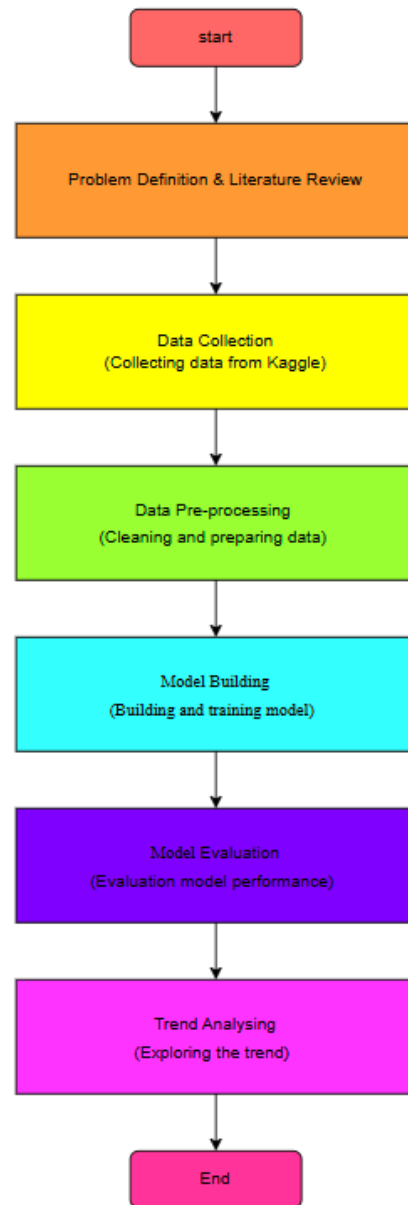 start
Problem Definition & Literature Review
Data Collection
(Collecting data from Kaggle)
Data Pre-processing
(Cleaning and preparing data)
Model Building
(Building and training model)
Model Evaluation
(Evaluation model performance)
Trend Analysing
(Exploring the trend)
End